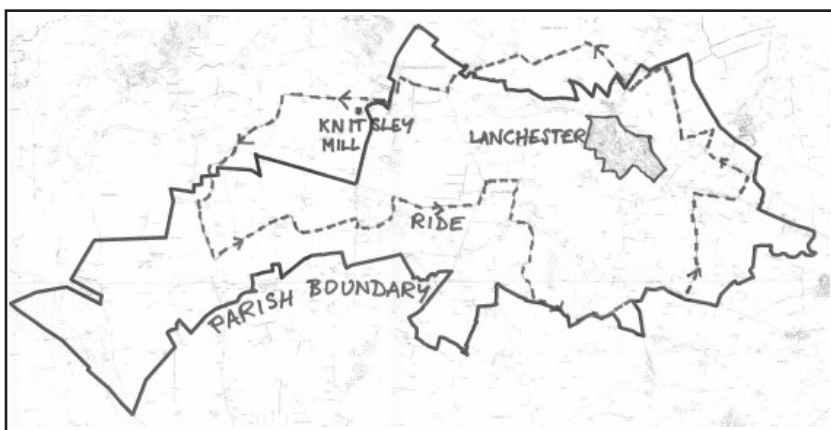 KNITSLEY
MILL
LANCHESTER
RIDE
PARISH BOUNDARY